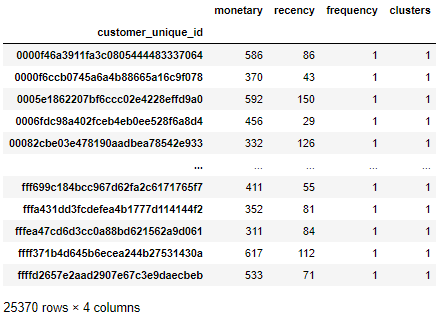 monetary recency frequency clusters
customer_unique_id
0000f46a3911fa3c0805444483337064 586 86 1 1
0000f6ccb0745a6a4b88665a16c9f078 370 43 1 1
0005e1862207bf6ccc02e4228effd9a0 592 150 1 1
0006fdc98a402fceb4eb0ee528f6a8d4 456 29 1 1
00082cbe03e478190aadbea78542e933 332 126 1 1
... ... ... ... ...
fff699c184bcc967d62fa2c6171765f7 411 55 1 1
fffa431dd3fcdefea4b1777d114144f2 352 81 1 1
fffea47cd6d3cc0a88bd621562a9d061 311 84 1 1
ffff371b4d645b6ecea244b27531430a 617 112 1 1
ffffd2657e2aad2907e67c3e9daecbeb 533 71 1 1
25370 rows × 4 columns